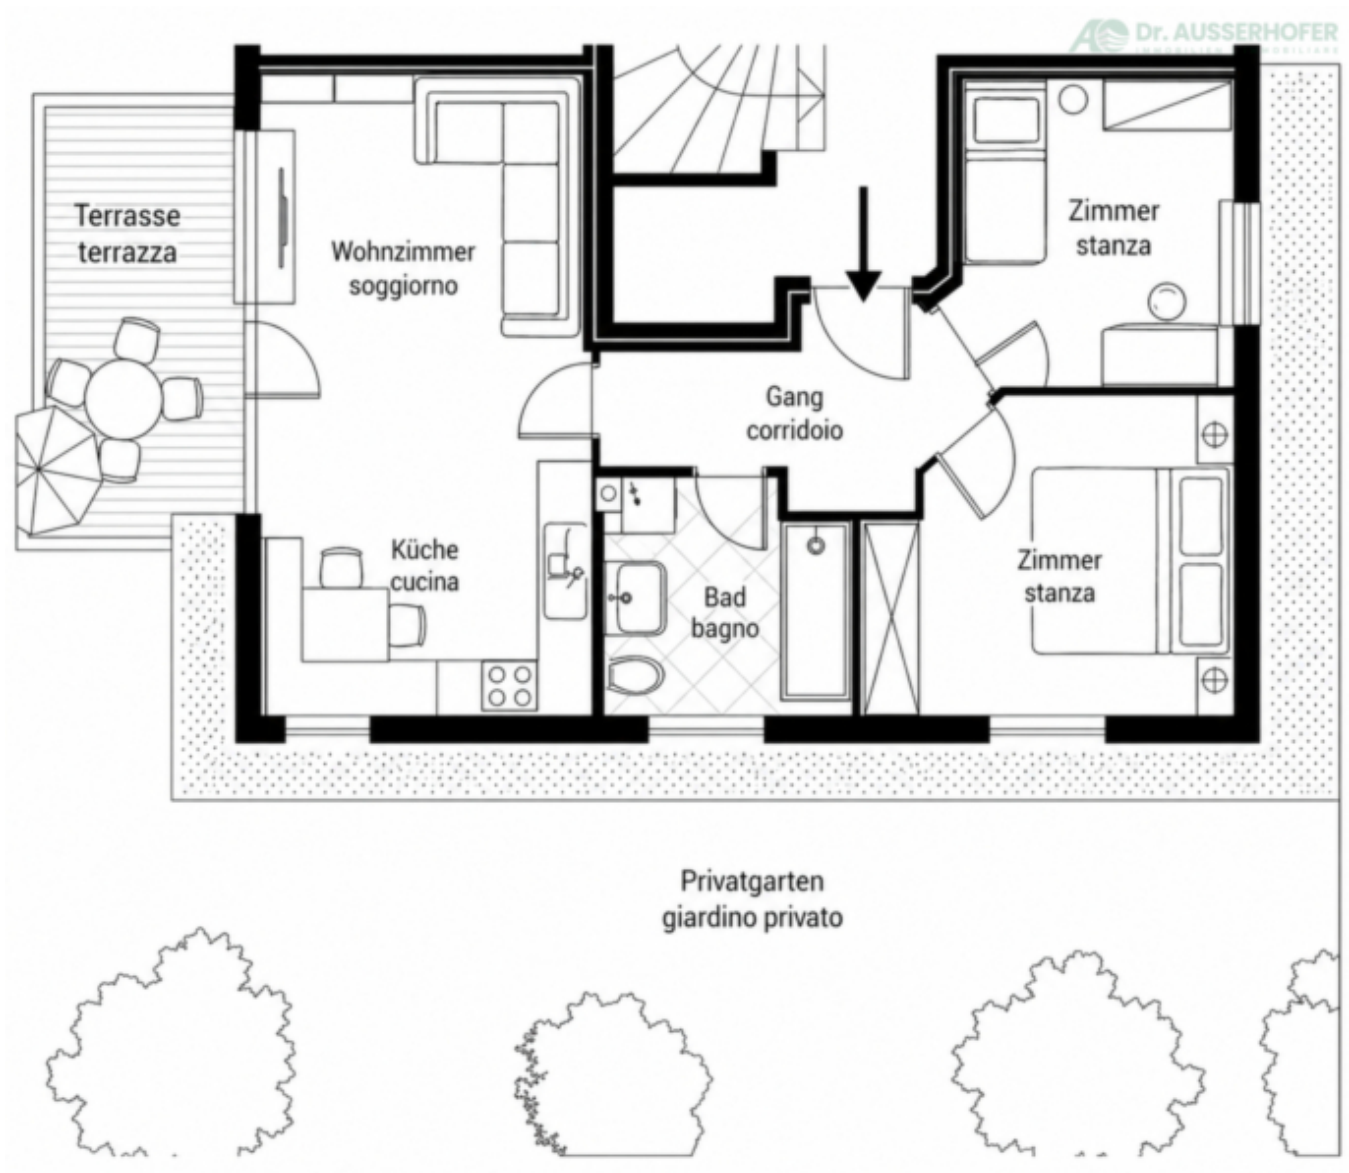 Dr. AUSSERHOFER
Terrasse
terrazza
Wohnzimmer
soggiorno
Zimmer
stanza
Gang
corridoio
Küche
cucina
Bad
bagno
Zimmer
stanza
Privatgarten
giardino privato